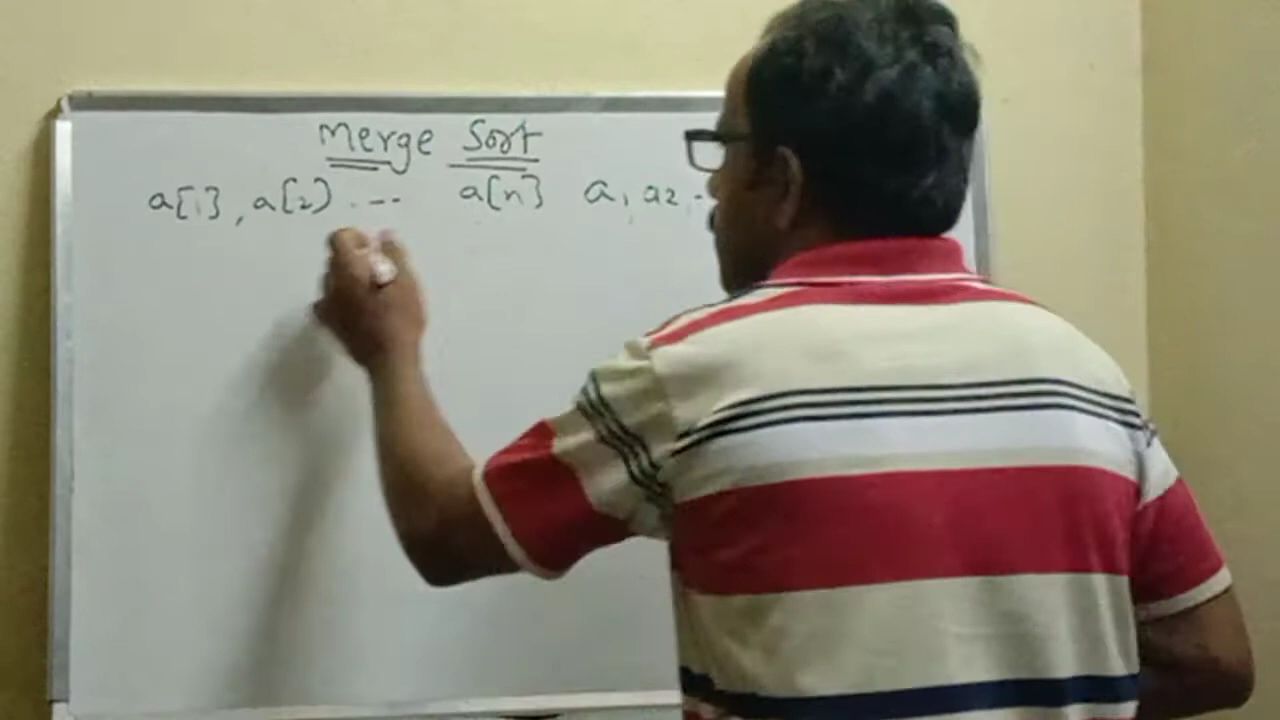 Merge Sort
a[1], a[2) ... a[n] a1 a2, -